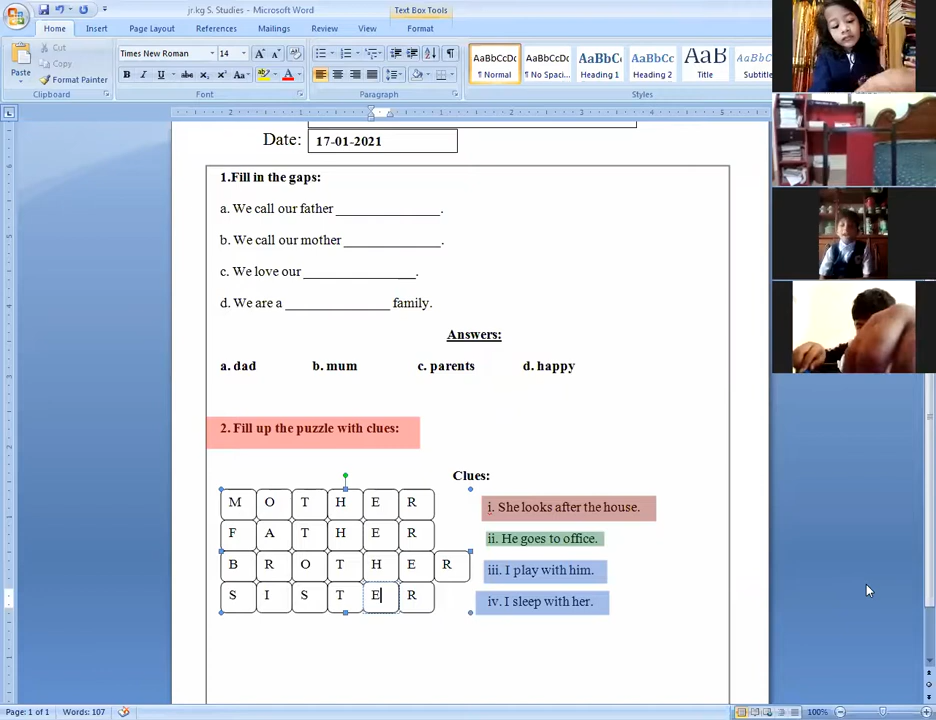 jr.kg S. Studies - Microsoft Word
Text Box Tools
Home Insert Page Layout References Mailings Review View Format
Cut
Copy
Format Painter
Paste
Clipboard
Times New Roman 14
Font
Paragraph
AaBbCcDc AaBbCcDc AaBbC AaBbCc AaB AaBbCc
¶ Normal ¶ No Spaci... Heading 1 Heading 2 Title Subtitle
Styles
Date: 17-01-2021
1.Fill in the gaps:
a. We call our father _______________.
b. We call our mother ______________.
c. We love our ________________.
d. We are a _______________ family.
Answers:
a. dad b. mum c. parents d. happy
2. Fill up the puzzle with clues:
Clues:
M O T H E R i. She looks after the house.
F A T H E R ii. He goes to office.
B R O T H E R iii. I play with him.
S I S T E R iv. I sleep with her.
Page: 1 of 1 Words: 107 100%